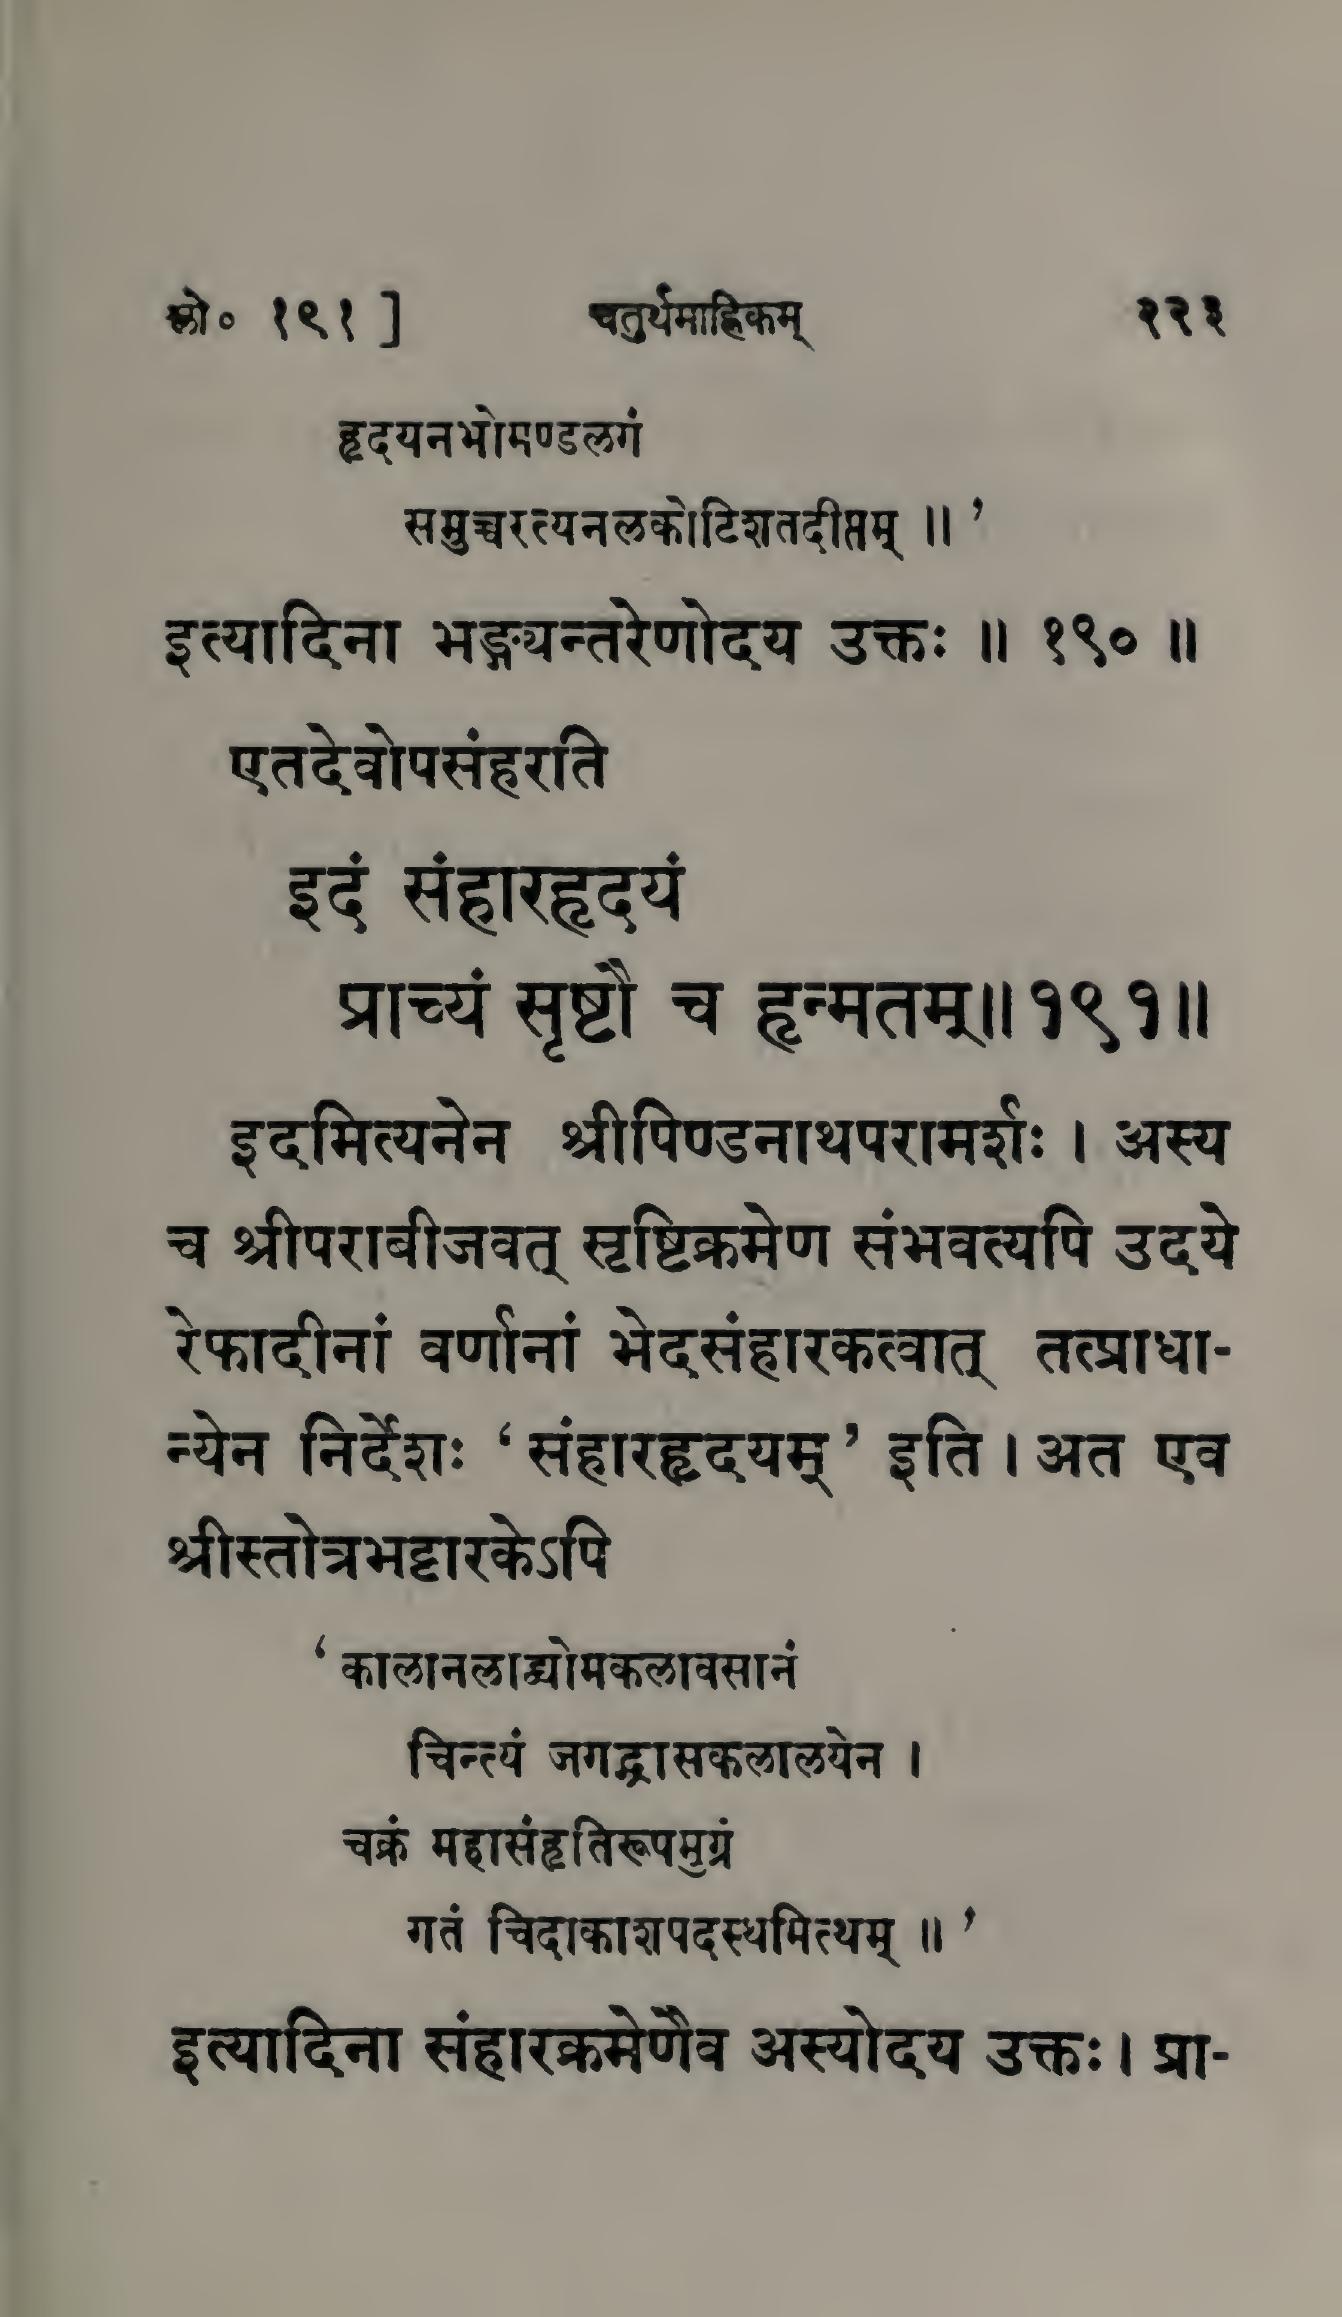 श्लो० १९१ ] चतुर्थमाह्निकम् २२३
हृदयनभोमण्डलगं
समुच्चरत्यनलकोटिशतदीप्तम् ॥ ’
इत्यादिना भङ्ग्यन्तरेणोदय उक्तः ॥ १९० ॥
एतदेवोपसंहरति
इदं संहारहृदयं
प्राच्यं सृष्टौ च हृन्मतम्॥१९१॥
इदमित्यनेन श्रीपिण्डनाथपरामर्शः । अस्य
च श्रीपराबीजवत् सृष्टिक्रमेण संभवत्यपि उदये
रेफादीनां वर्णानां भेदसंहारकत्वात् तत्प्राधा-
न्येन निर्देशः ‘संहारहृदयम्’ इति । अत एव
श्रीस्तोत्रभट्टारकेऽपि
‘ कालानलाद्व्योमकलावसानं
चिन्त्यं जगद्ग्रासकलालयेन ।
चक्रं महासंहृतिरूपमुग्रं
गतं चिदाकाशपदस्थमित्थम् ॥ ’
इत्यादिना संहारक्रमेणैव अस्योदय उक्तः । प्रा-